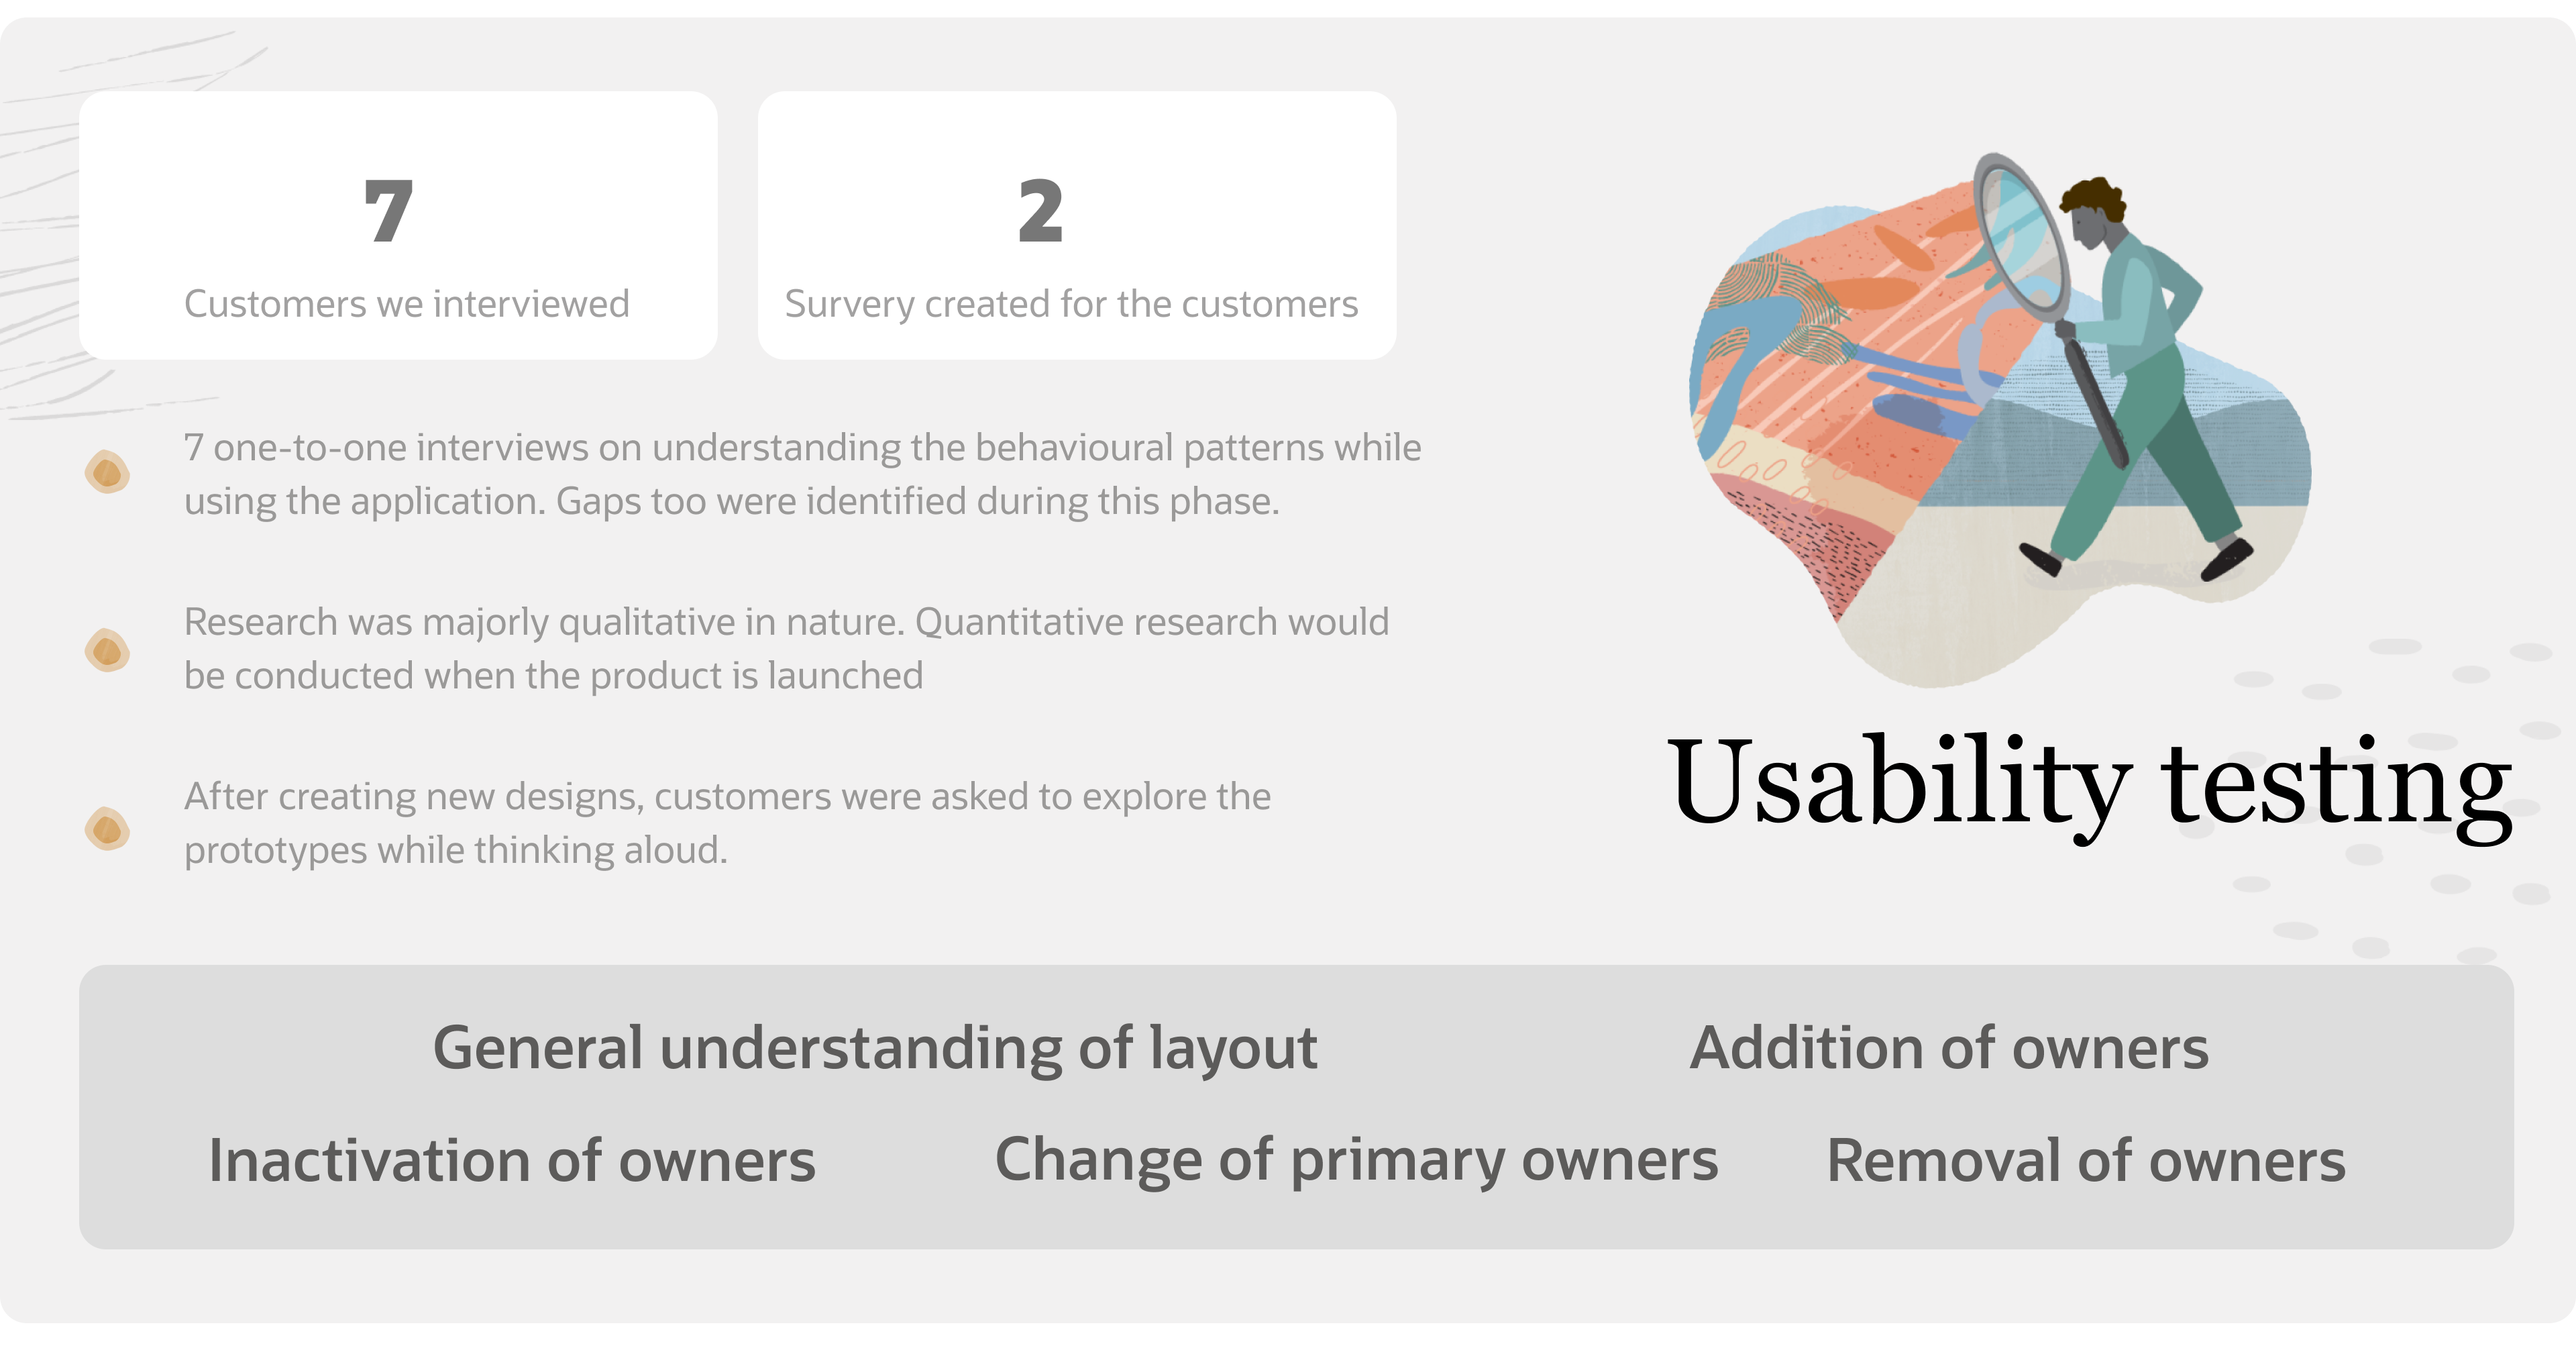 7
Customers we interviewed
2
Survery created for the customers
7 one-to-one interviews on understanding the behavioural patterns while
using the application. Gaps too were identified during this phase.
Research was majorly qualitative in nature. Quantitative research would
be conducted when the product is launched
After creating new designs, customers were asked to explore the
prototypes while thinking aloud.
Usability testing
General understanding of layout
Addition of owners
Inactivation of owners
Change of primary owners
Removal of owners